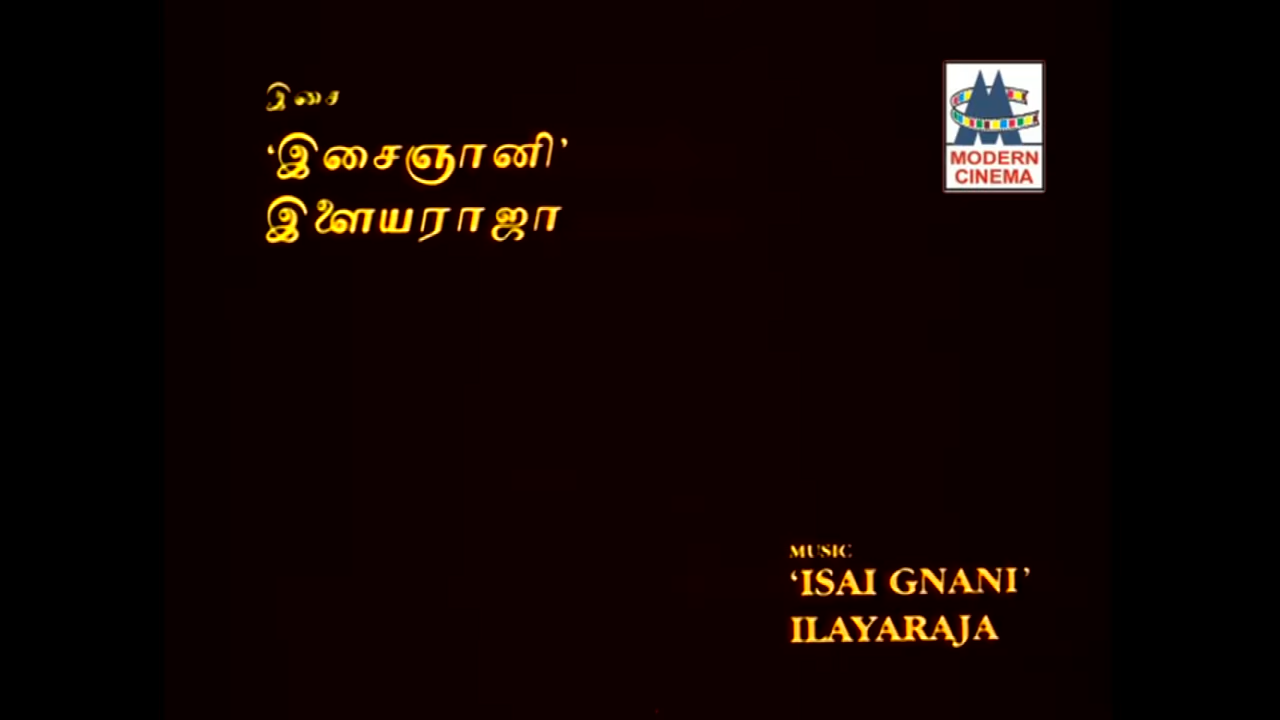 இசை
‘இசைஞானி’
இளையராஜா
MODERN
CINEMA
MUSIC
‘ISAI GNANI’
ILAYARAJA